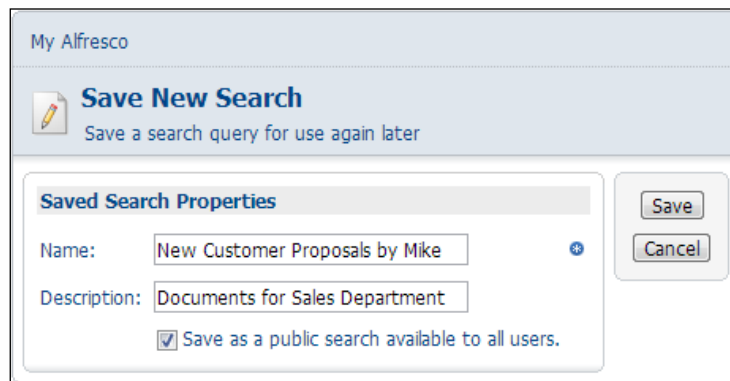 My Alfresco
Save New Search
Save a search query for use again later
Saved Search Properties
Name: New Customer Proposals by Mike
Description: Documents for Sales Department
Save as a public search available to all users.
Save
Cancel